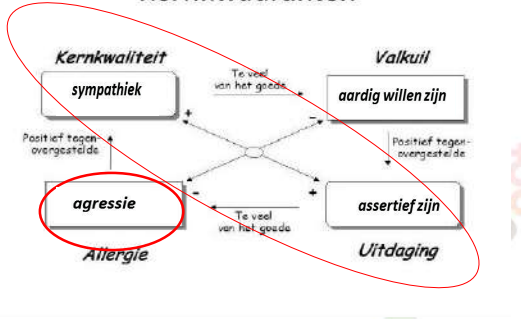 Kernkwaliteit
Valkuil
sympathiek
Te veel
van het goede
aardig willen zijn
+
-
Positief tegen-
overgestelde
Positief tegen-
overgestelde
agressie
-
+
assertief zijn
Te veel
van het goede
Allergie
Uitdaging